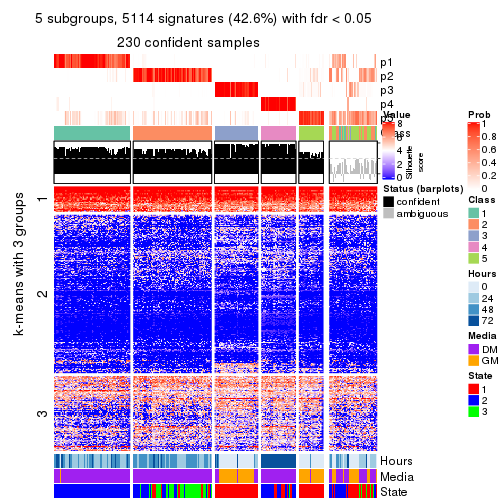 5 subgroups, 5114 signatures (42.6%) with fdr < 0.05
230 confident samples
p1
p2
p3
p4
Class
k-means with 3 groups
1
2
3
Silhouette
score
Hours
Media
State
Value
8
6
4
2
0
Status (barplots)
confident
ambiguous
Prob
1
0.8
0.6
0.4
0.2
0
Class
1
2
3
4
5
Hours
0
24
48
72
Media
DM
GM
State
1
2
3